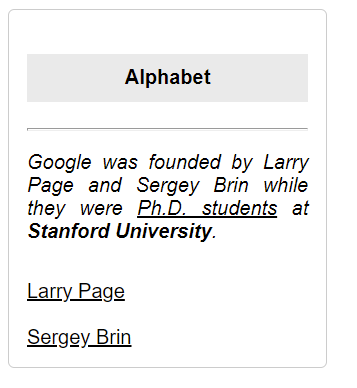 Alphabet
Google was founded by Larry
Page and Sergey Brin while
they were Ph.D. students at
Stanford University.
Larry Page
Sergey Brin